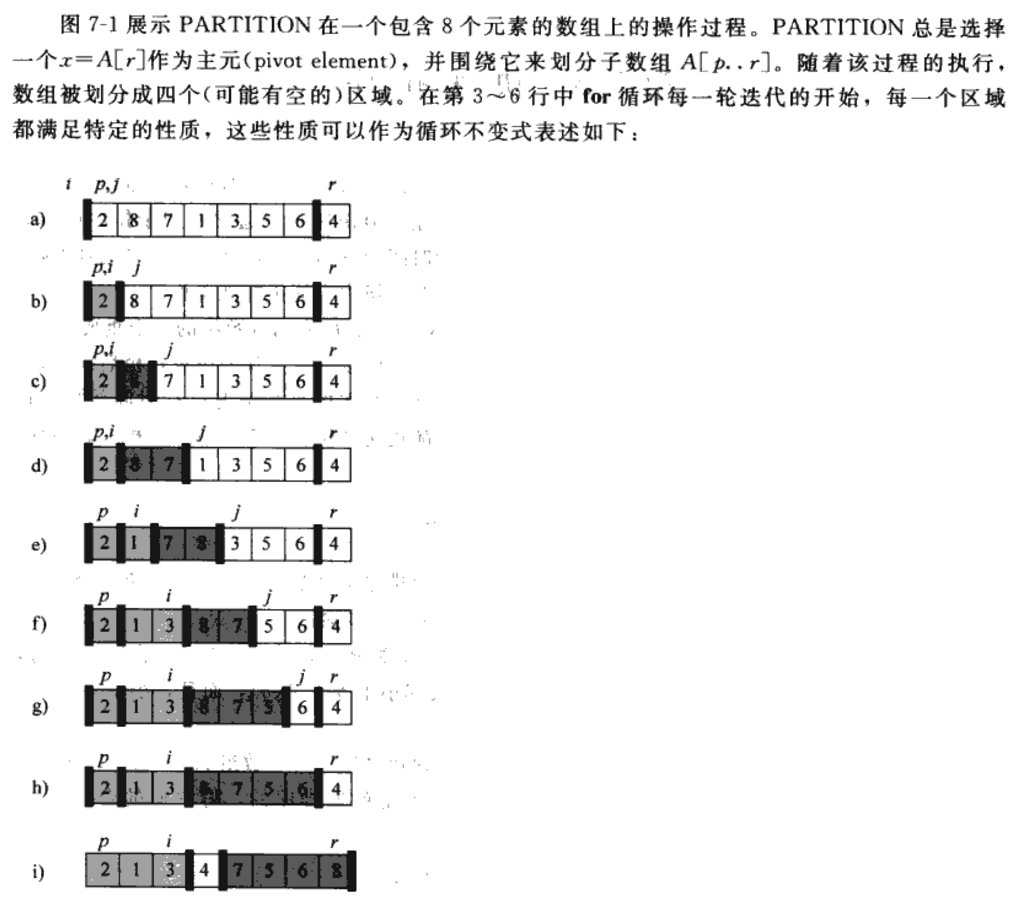 图 7-1 展示 PARTITION 在一个包含 8 个元素的数组上的操作过程。PARTITION 总是选择
一个x=A[r]作为主元(pivot element)，并围绕它来划分子数组 A[p..r]。随着该过程的执行，
数组被划分成四个(可能有空的)区域。在第 3～6 行中 for 循环每一轮迭代的开始，每一个区域
都满足特定的性质，这些性质可以作为循环不变式表述如下：
i p,j r
a) 2 8 7 1 3 5 6 4
p,i j r
b) 2 8 7 1 3 5 6 4
p,i j r
c) 2 8 7 1 3 5 6 4
p,i j r
d) 2 8 7 1 3 5 6 4
p i j r
e) 2 1 7 8 3 5 6 4
p i j r
f) 2 1 3 8 7 5 6 4
p i j r
g) 2 1 3 8 7 5 6 4
p i r
h) 2 1 3 8 7 5 6 4
p i r
i) 2 1 3 4 7 5 6 8